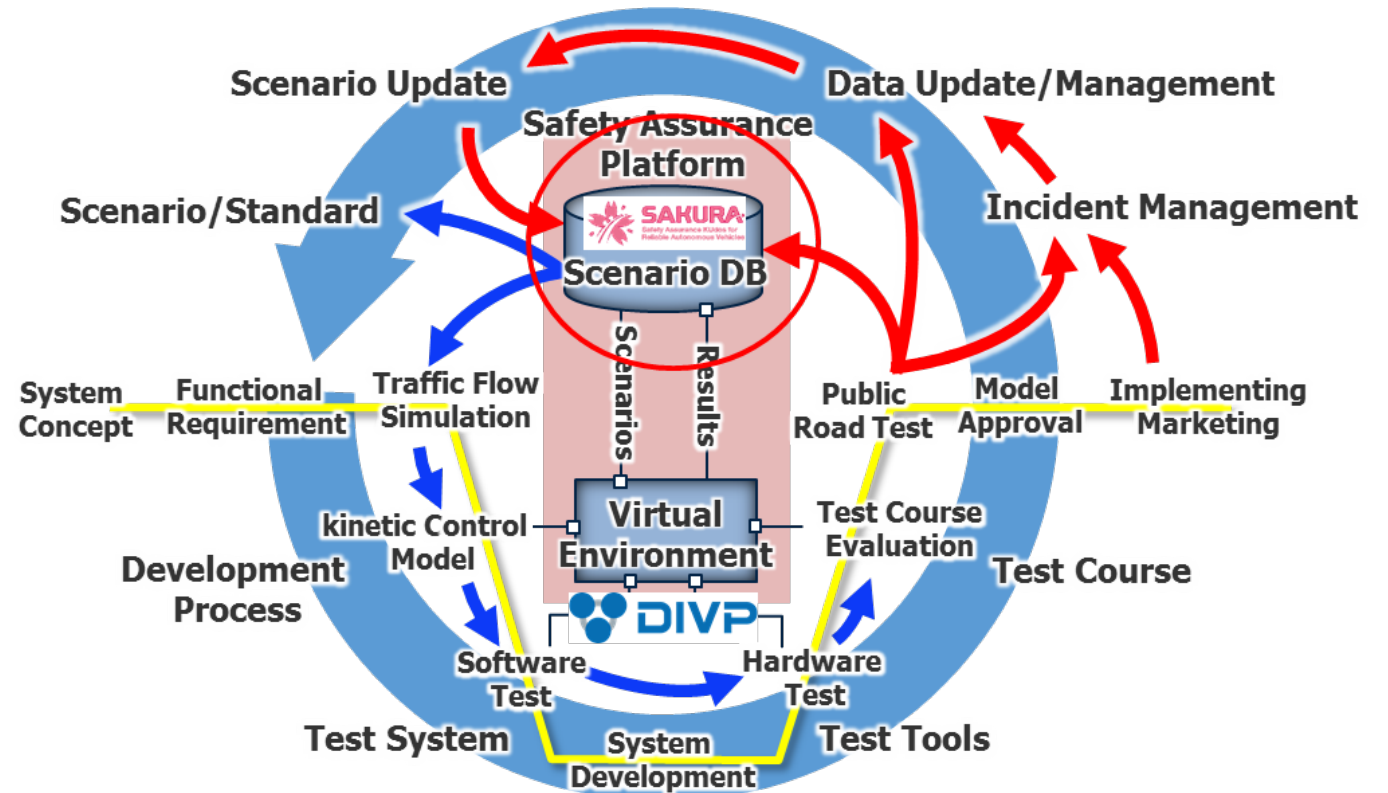 Scenario Update
Data Update/Management
Safety Assurance
Platform
Scenario/Standard
Incident Management
SAKURA
Safety Assurance KUdos for
Reliable Autonomous Vehicles
Scenario DB
Scenarios
Results
System
Concept
Functional
Requirement
Traffic Flow
Simulation
Public
Road Test
Model
Approval
Implementing
Marketing
kinetic Control
Model
Virtual
Environment
Test Course
Evaluation
Development
Process
Test Course
DIVP
Software
Test
Hardware
Test
Test System
System
Development
Test Tools